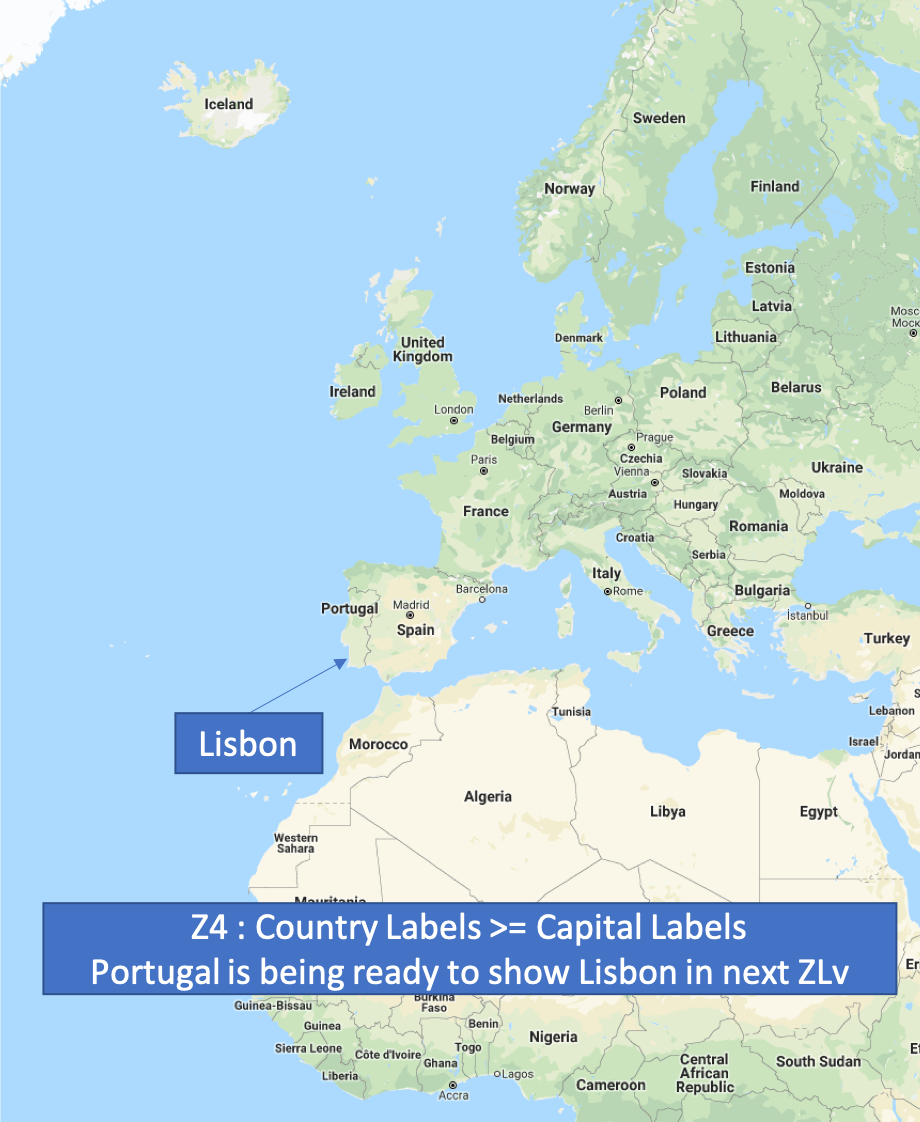 Iceland
Sweden
Norway
Finland
Estonia
Latvia
Mosc
Моск
Lithuania
Denmark
United
Kingdom
Ireland
Belarus
Poland
Netherlands
London
Berlin
Germany
Belgium
Prague
Paris
Czechia
Vienna
Slovakia
Ukraine
Austria
Moldova
Hungary
France
Romania
Croatia
Serbia
Italy
Barcelona
Rome
Bulgaria
Portugal
Madrid
Spain
İstanbul
Greece
Turkey
S
Lebanon
Tunisia
Lisbon
Morocco
Israel
Jordan
Algeria
Libya
Egypt
Western
Sahara
Mauritania
Z4 : Country Labels >= Capital Labels
Portugal is being ready to show Lisbon in next ZLv
Er
Guinea-Bissau
Burkina
Faso
Guinea
Benin
Nigeria
Sierra Leone
Côte d'Ivoire
Togo
Ghana
Et
South Sudan
Central
African
Republic
Liberia
Lagos
Cameroon
Accra